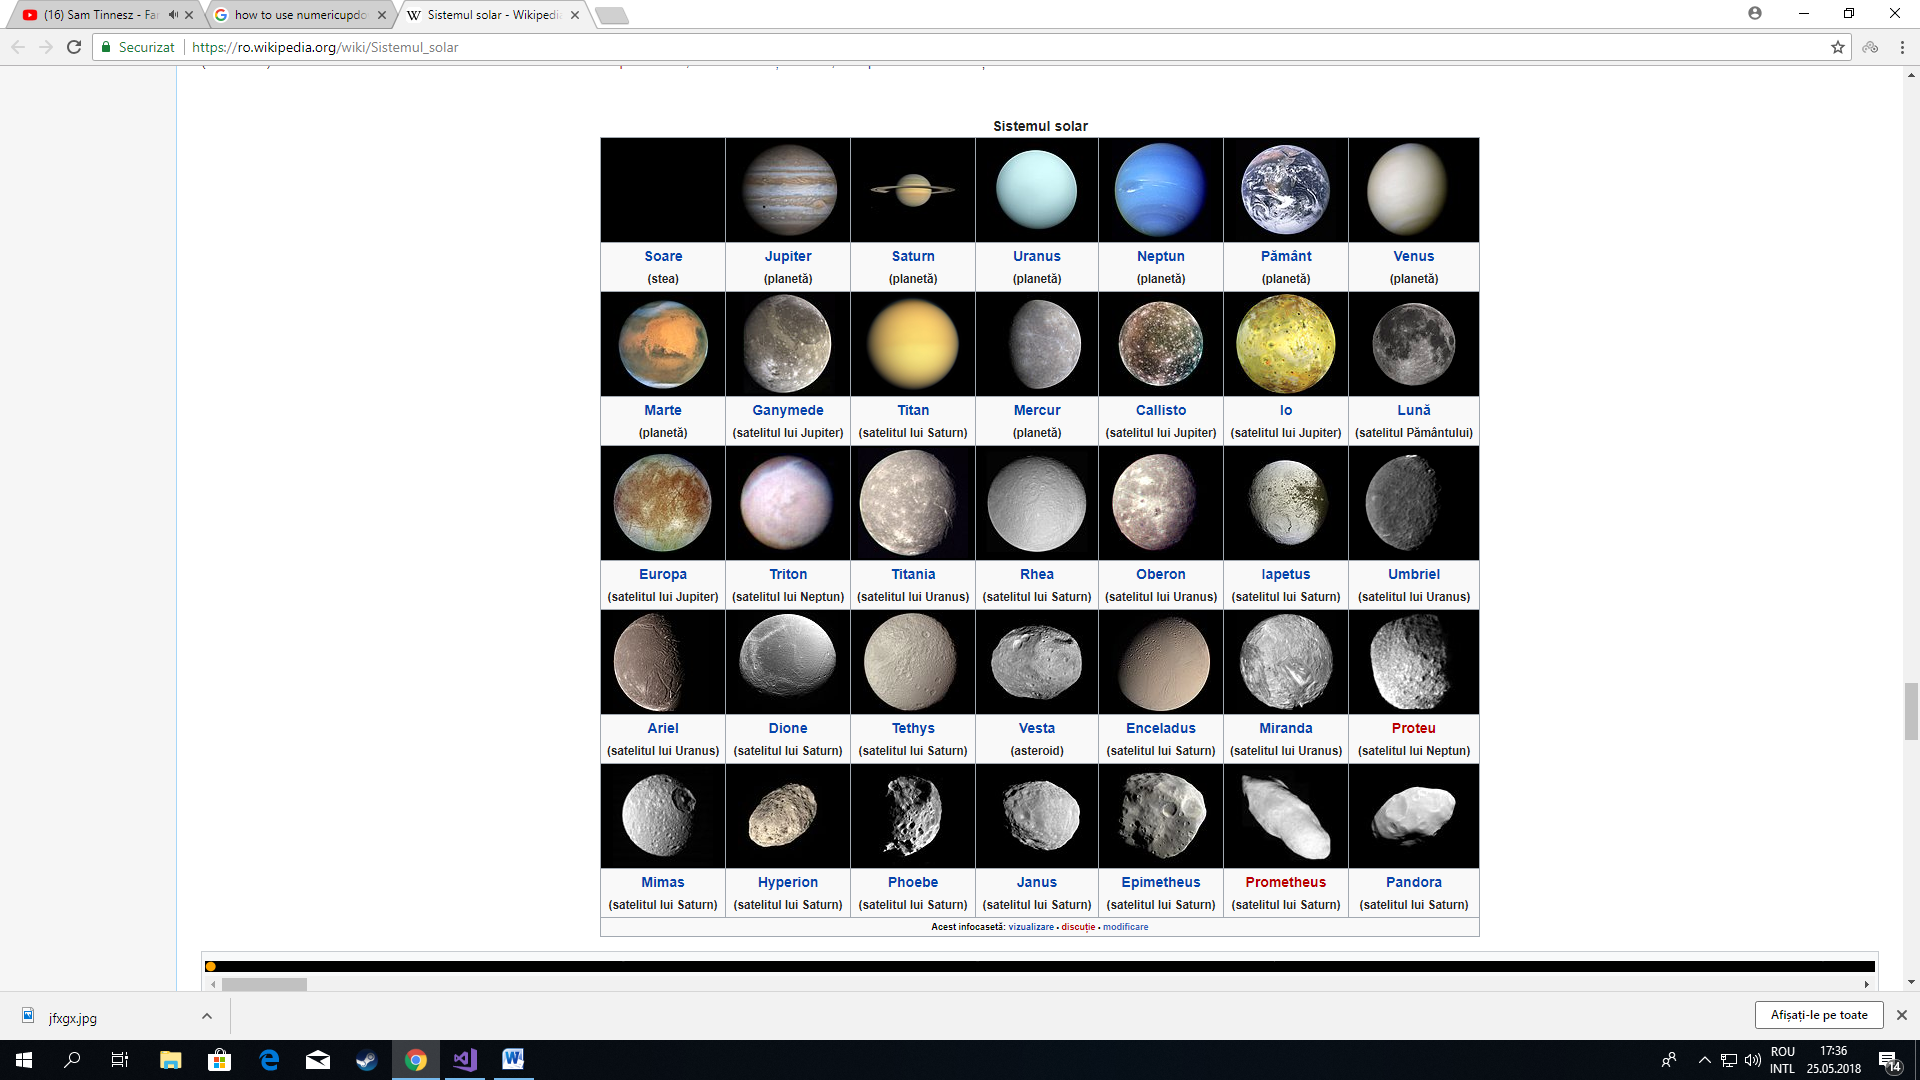 (16) Sam Tinnesz - Fa
how to use numericupdo
Sistemul solar - Wikipedia
Securizat
https://ro.wikipedia.org/wiki/Sistemul_solar
Sistemul solar
Soare Jupiter Saturn Uranus Neptun Pământ Venus
(stea) (planetă) (planetă) (planetă) (planetă) (planetă) (planetă)
Marte Ganymede Titan Mercur Callisto Io Lună
(planetă) (satelitul lui Jupiter) (satelitul lui Saturn) (planetă) (satelitul lui Jupiter) (satelitul lui Jupiter) (satelitul Pământului)
Europa Triton Titania Rhea Oberon Iapetus Umbriel
(satelitul lui Jupiter) (satelitul lui Neptun) (satelitul lui Uranus) (satelitul lui Saturn) (satelitul lui Uranus) (satelitul lui Saturn) (satelitul lui Uranus)
Ariel Dione Tethys Vesta Enceladus Miranda Proteu
(satelitul lui Uranus) (satelitul lui Saturn) (satelitul lui Saturn) (asteroid) (satelitul lui Saturn) (satelitul lui Uranus) (satelitul lui Neptun)
Mimas Hyperion Phoebe Janus Epimetheus Prometheus Pandora
(satelitul lui Saturn) (satelitul lui Saturn) (satelitul lui Saturn) (satelitul lui Saturn) (satelitul lui Saturn) (satelitul lui Saturn) (satelitul lui Saturn)
Acest infocasetă: vizualizare • discuție • modificare
jfxgx.jpg
Afișați-le pe toate
ROU
INTL
17:36
25.05.2018
14